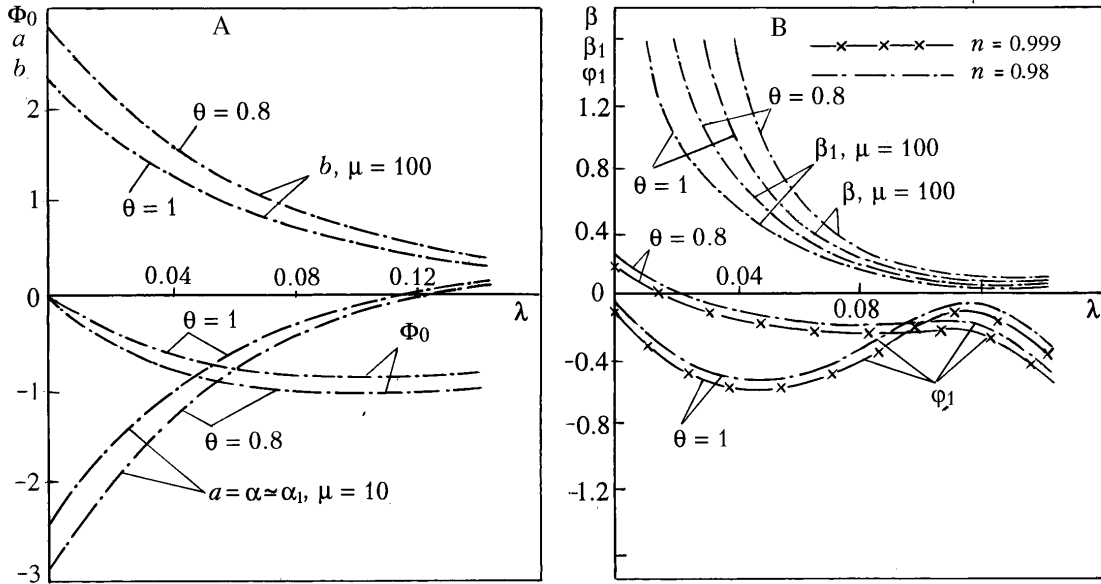 Φ₀
a
b
A
2
1
0
-1
-2
-3
θ = 0.8
b, μ = 100
θ = 1
0.04
0.08
0.12
λ
θ = 1
Φ₀
θ = 0.8
a = α ≃ α₁, μ = 10
β
β₁
φ₁
B
n = 0.999
n = 0.98
1.2
0.8
0.4
0
-0.4
-0.8
-1.2
θ = 0.8
β₁, μ = 100
θ = 1
β, μ = 100
θ = 0.8
0.04
0.08
λ
φ₁
θ = 1